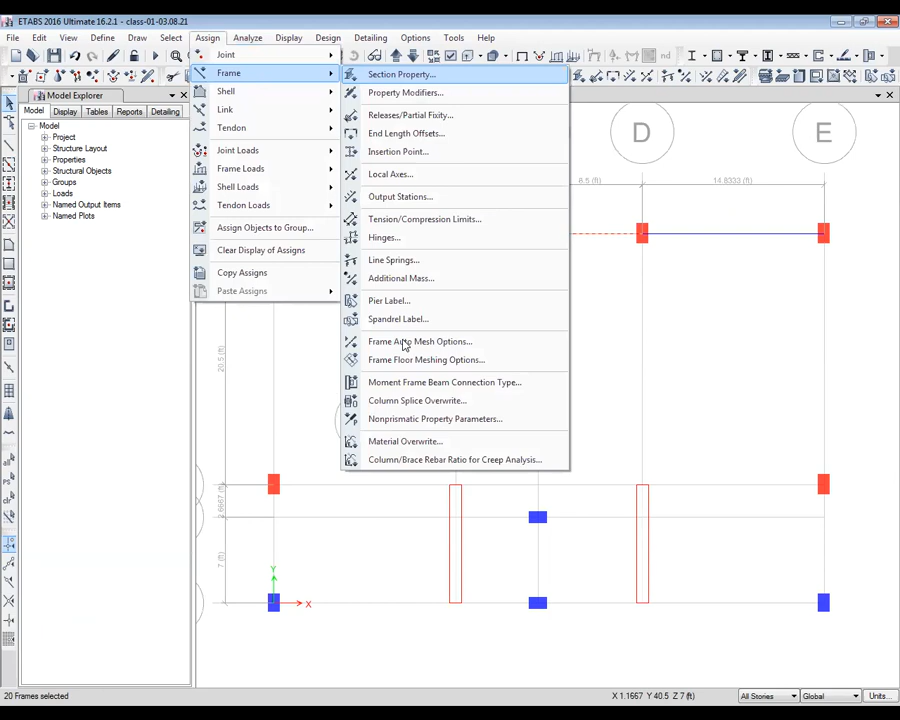 ETABS 2016 Ultimate 16.2.1 - class-01-03.08.21
File Edit View Define Draw Select Assign Analyze Display Design Detailing Options Tools Help
Model Explorer
Model Display Tables Reports Detailing
Model
Project
Structure Layout
Properties
Structural Objects
Groups
Loads
Named Output Items
Named Plots
Joint
Frame
Shell
Link
Tendon
Joint Loads
Frame Loads
Shell Loads
Tendon Loads
Assign Objects to Group...
Clear Display of Assigns
Copy Assigns
Paste Assigns
Section Property...
Property Modifiers...
Releases/Partial Fixity...
End Length Offsets...
Insertion Point...
Local Axes...
Output Stations...
Tension/Compression Limits...
Hinges...
Line Springs...
Additional Mass...
Pier Label...
Spandrel Label...
Frame Auto Mesh Options...
Frame Floor Meshing Options...
Moment Frame Beam Connection Type...
Column Splice Overwrite...
Nonprismatic Property Parameters...
Material Overwrite...
Column/Brace Rebar Ratio for Creep Analysis...
D E
6.5 (ft) 14.8333 (ft)
20.5 (ft)
7 (ft)
Y
X
20 Frames selected
X 1.1667 Y 40.5 Z 7 (ft)
All Stories
Global
Units...